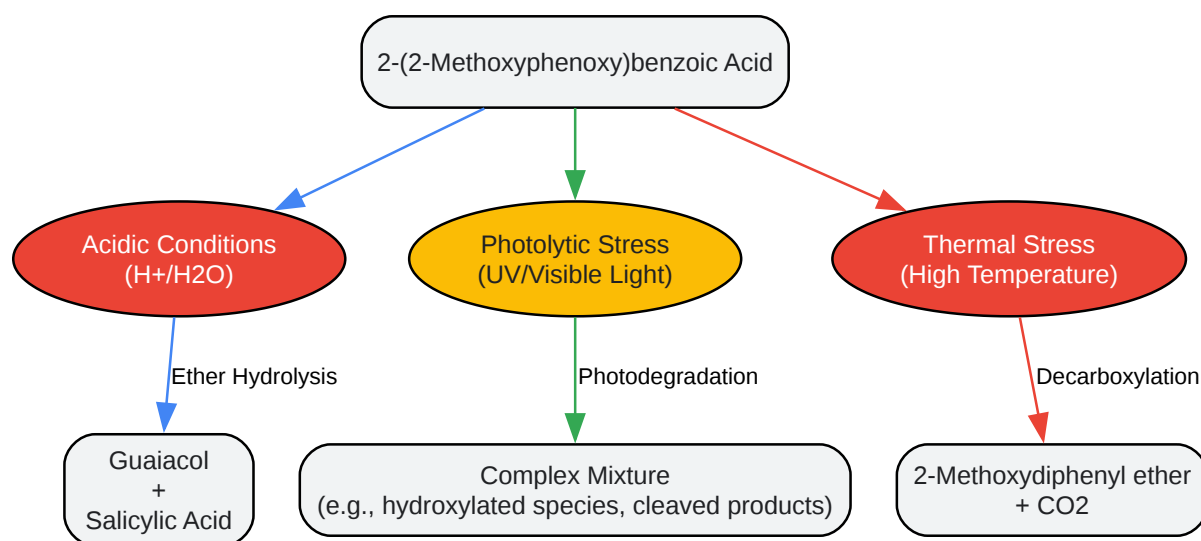 2-(2-Methoxyphenoxy)benzoic Acid
Acidic Conditions
(H+/H2O)
Photolytic Stress
(UV/Visible Light)
Thermal Stress
(High Temperature)
Ether Hydrolysis
Photodegradation
Decarboxylation
Guaiacol
+
Salicylic Acid
Complex Mixture
(e.g., hydroxylated species, cleaved products)
2-Methoxydiphenyl ether
+ CO2